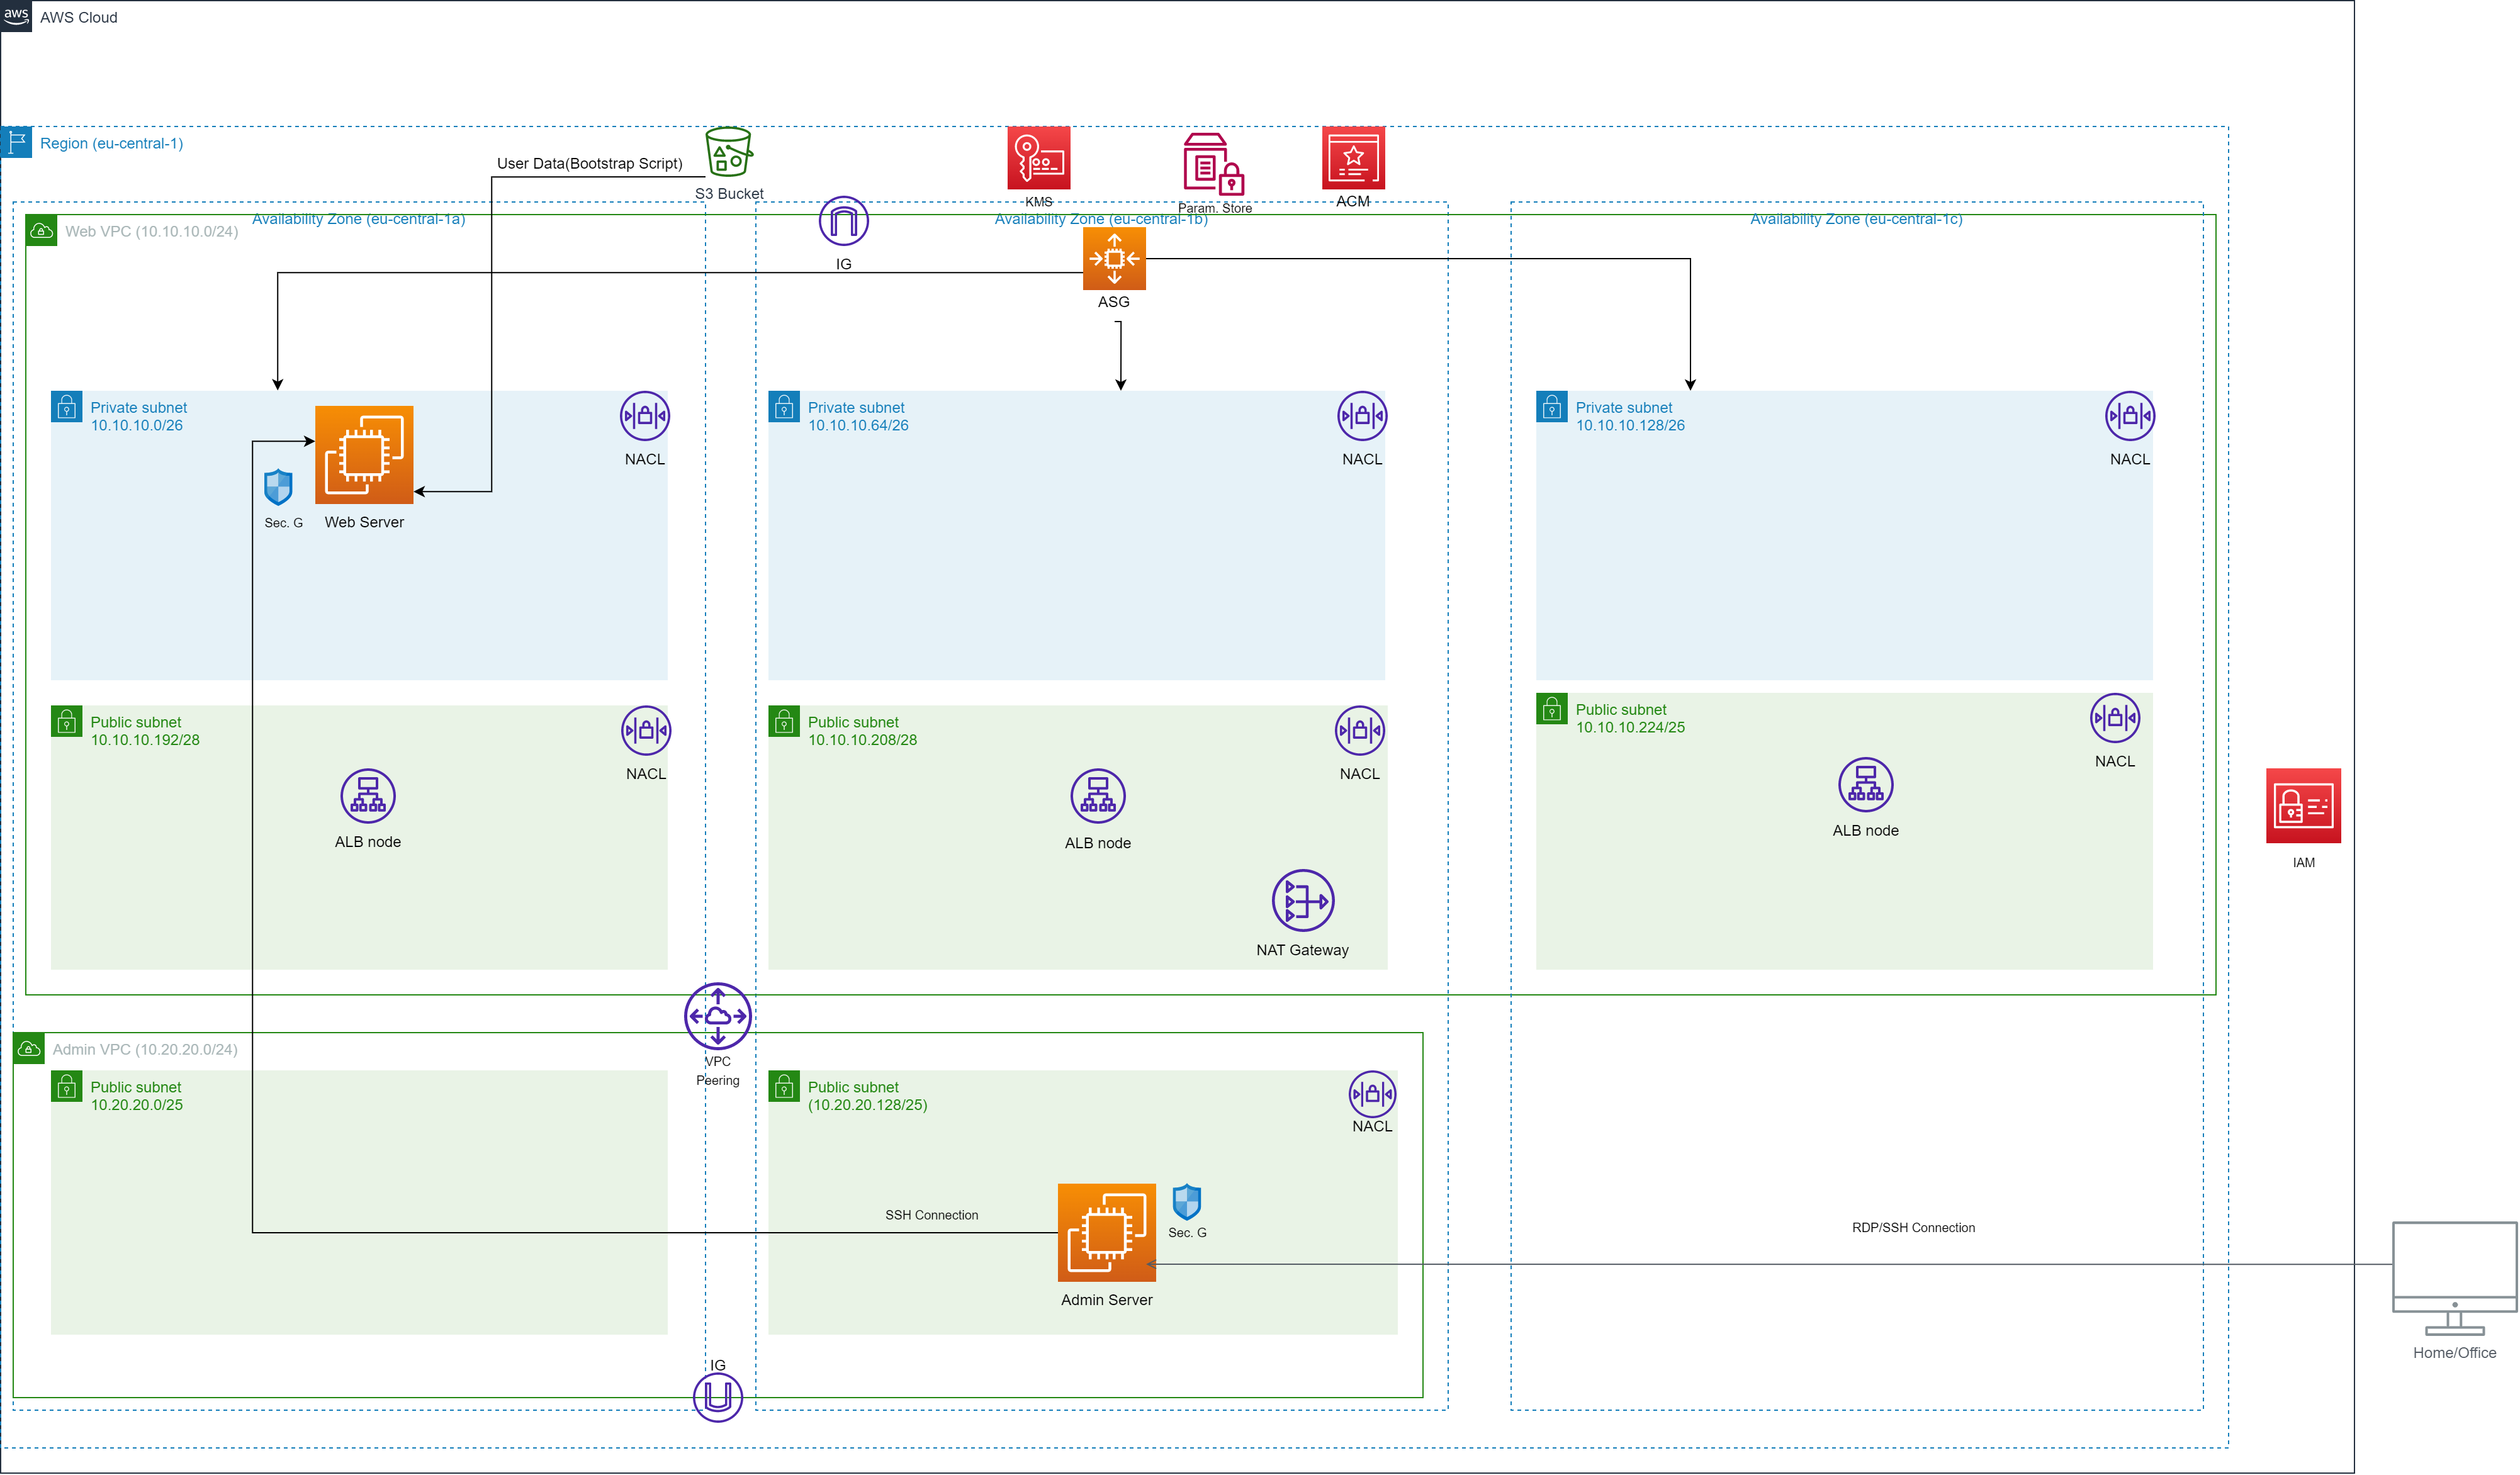 aws
AWS Cloud
Region (eu-central-1)
User Data(Bootstrap Script)
S3 Bucket
KMS
Param. Store
ACM
Availability Zone (eu-central-1a)
Availability Zone (eu-central-1b)
Availability Zone (eu-central-1c)
Web VPC (10.10.10.0/24)
IG
ASG
Private subnet
10.10.10.0/26
NACL
Sec. G
Web Server
Private subnet
10.10.10.64/26
NACL
Private subnet
10.10.10.128/26
NACL
Public subnet
10.10.10.192/28
NACL
ALB node
Public subnet
10.10.10.208/28
NACL
ALB node
NAT Gateway
Public subnet
10.10.10.224/25
NACL
ALB node
IAM
VPC
Peering
Admin VPC (10.20.20.0/24)
Public subnet
10.20.20.0/25
Public subnet
(10.20.20.128/25)
NACL
SSH Connection
Sec. G
Admin Server
RDP/SSH Connection
Home/Office
IG